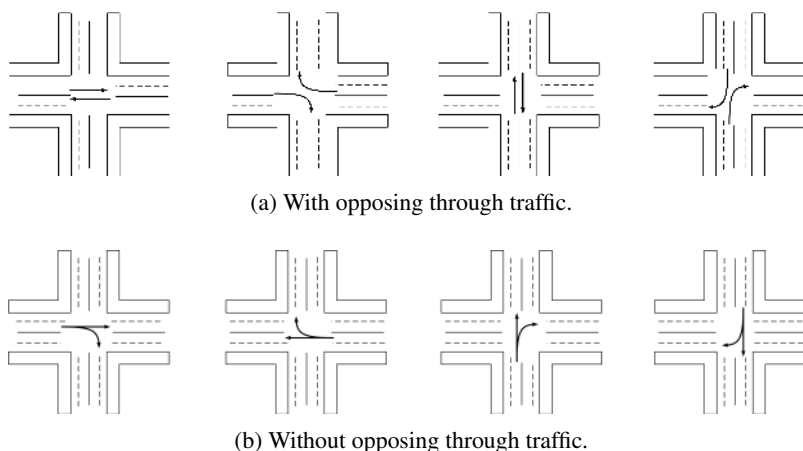 (a) With opposing through traffic.
(b) Without opposing through traffic.